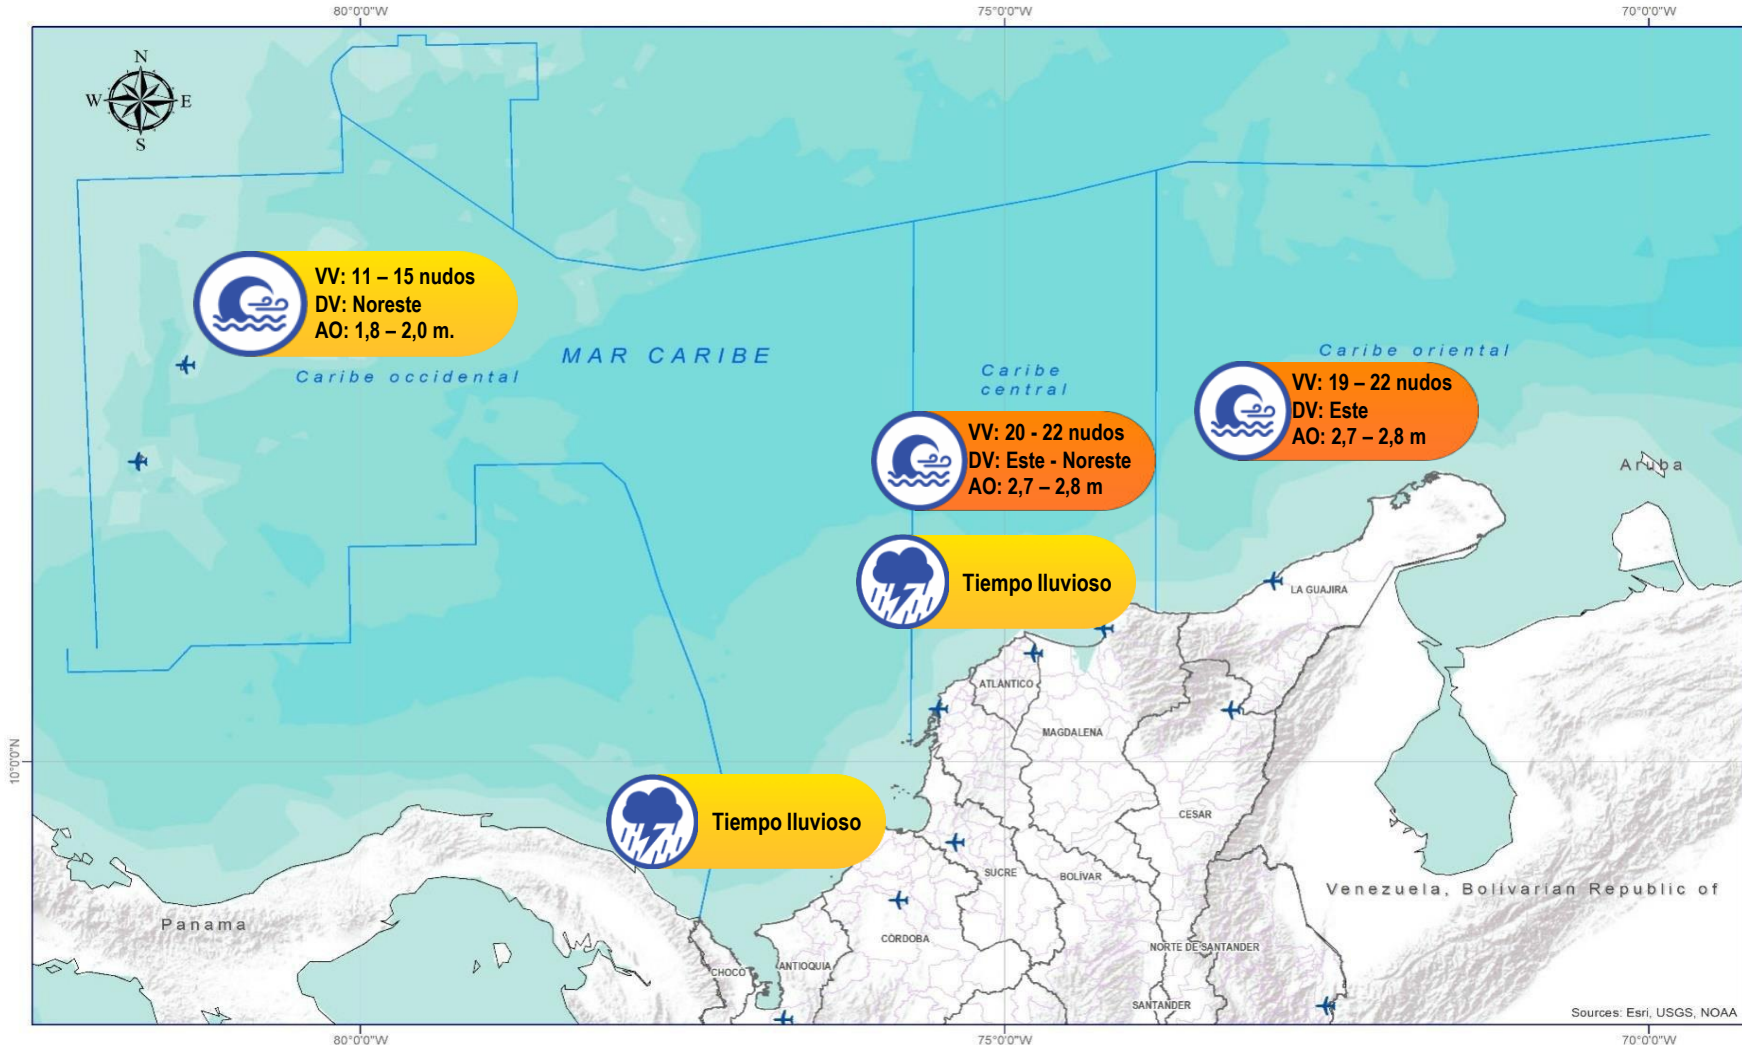 80°0'0"W
75°0'0"W
70°0'0"W
N
W
E
S
VV: 11 – 15 nudos
DV: Noreste
AO: 1,8 – 2,0 m.
MAR CARIBE
Caribe occidental
Caribe
central
Caribe oriental
VV: 19 – 22 nudos
DV: Este
AO: 2,7 – 2,8 m
VV: 20 - 22 nudos
DV: Este - Noreste
AO: 2,7 – 2,8 m
Aruba
Tiempo lluvioso
LA GUAJIRA
ATLÁNTICO
MAGDALENA
10°0'0"N
CESAR
Tiempo lluvioso
SUCRE
BOLÍVAR
Venezuela, Bolivarian Republic of
Panama
CÓRDOBA
NORTE DE SANTANDER
CHOCÓ
ANTIOQUIA
SANTANDER
Sources: Esri, USGS, NOAA
80°0'0"W
75°0'0"W
70°0'0"W